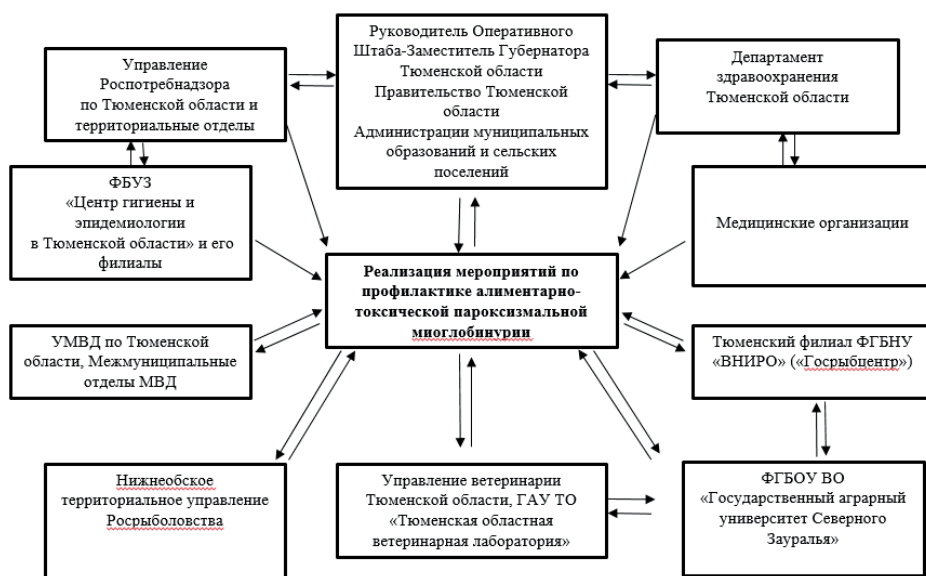 Управление
Роспотребнадзора
по Тюменской области и
территориальные отделы
Руководитель Оперативного
Штаба-Заместитель Губернатора
Тюменской области
Правительство Тюменской
области
Администрации муниципальных
образований и сельских
поселений
Департамент
здравоохранения
Тюменской области
ФБУЗ
«Центр гигиены и
эпидемиологии
в Тюменской области» и его
филиалы
Медицинские организации
Реализация мероприятий по
профилактике алиментарно-
токсической пароксизмальной
миоглобинурии
УМВД по Тюменской
области, Межмуниципальные
отделы МВД
Тюменский филиал ФГБНУ
«ВНИРО» («Госрыбцентр»)
Нижнеобское
территориальное управление
Росрыболовства
Управление ветеринарии
Тюменской области, ГАУ ТО
«Тюменская областная
ветеринарная лаборатория»
ФГБОУ ВО
«Государственный аграрный
университет Северного
Зауралья»